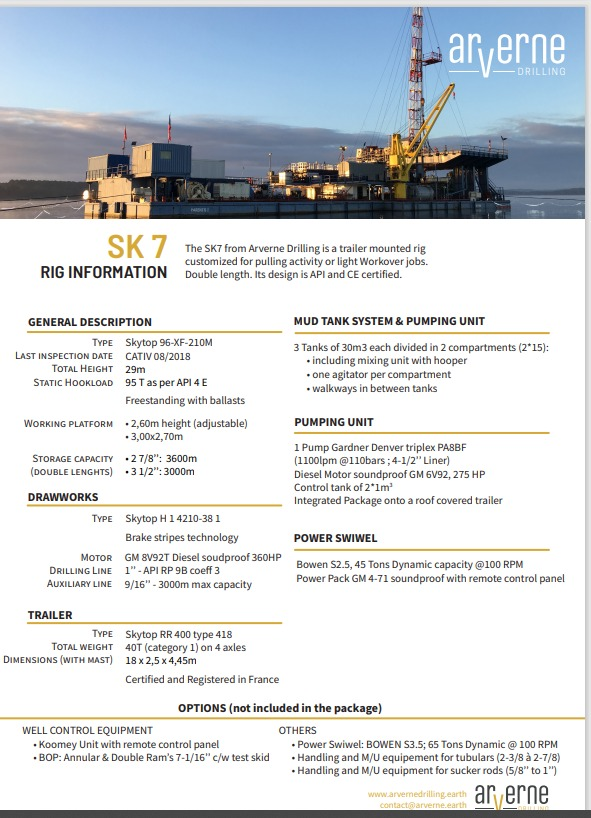 arverne
DRILLING
SK 7
RIG INFORMATION
The SK7 from Arverne Drilling is a trailer mounted rig
customized for pulling activity or light Workover jobs.
Double length. Its design is API and CE certified.
GENERAL DESCRIPTION
TYPE Skytop 96-XF-210M
LAST INSPECTION DATE CATIV 08/2018
TOTAL HEIGHT 29m
STATIC HOOKLOAD 95 T as per API 4 E
Freestanding with ballasts
WORKING PLATFORM • 2,60m height (adjustable)
• 3,00x2,70m
STORAGE CAPACITY • 2 7/8’’: 3600m
(DOUBLE LENGHTS) • 3 1/2’’: 3000m
DRAWWORKS
TYPE Skytop H 1 4210-38 1
Brake stripes technology
MOTOR GM 8V92T Diesel soudproof 360HP
DRILLING LINE 1’’ - API RP 9B coeff 3
AUXILIARY LINE 9/16’’ - 3000m max capacity
TRAILER
TYPE Skytop RR 400 type 418
TOTAL WEIGHT 40T (category 1) on 4 axles
DIMENSIONS (WITH MAST) 18 x 2,5 x 4,45m
Certified and Registered in France
MUD TANK SYSTEM & PUMPING UNIT
3 Tanks of 30m3 each divided in 2 compartments (2*15):
• including mixing unit with hooper
• one agitator per compartment
• walkways in between tanks
PUMPING UNIT
1 Pump Gardner Denver triplex PA8BF
(1100lpm @110bars ; 4-1/2’’ Liner)
Diesel Motor soundproof GM 6V92, 275 HP
Control tank of 2*1m³
Integrated Package onto a roof covered trailer
POWER SWIWEL
Bowen S2.5, 45 Tons Dynamic capacity @100 RPM
Power Pack GM 4-71 soundproof with remote control panel
OPTIONS (not included in the package)
WELL CONTROL EQUIPMENT
• Koomey Unit with remote control panel
• BOP: Annular & Double Ram’s 7-1/16’’ c/w test skid
OTHERS
• Power Swiwel: BOWEN S3.5; 65 Tons Dynamic @ 100 RPM
• Handling and M/U equipement for tubulars (2-3/8 à 2-7/8)
• Handling and M/U equipment for sucker rods (5/8’’ to 1’’)
www.arvernedrilling.earth
contact@arverne.earth
arverne
DRILLING